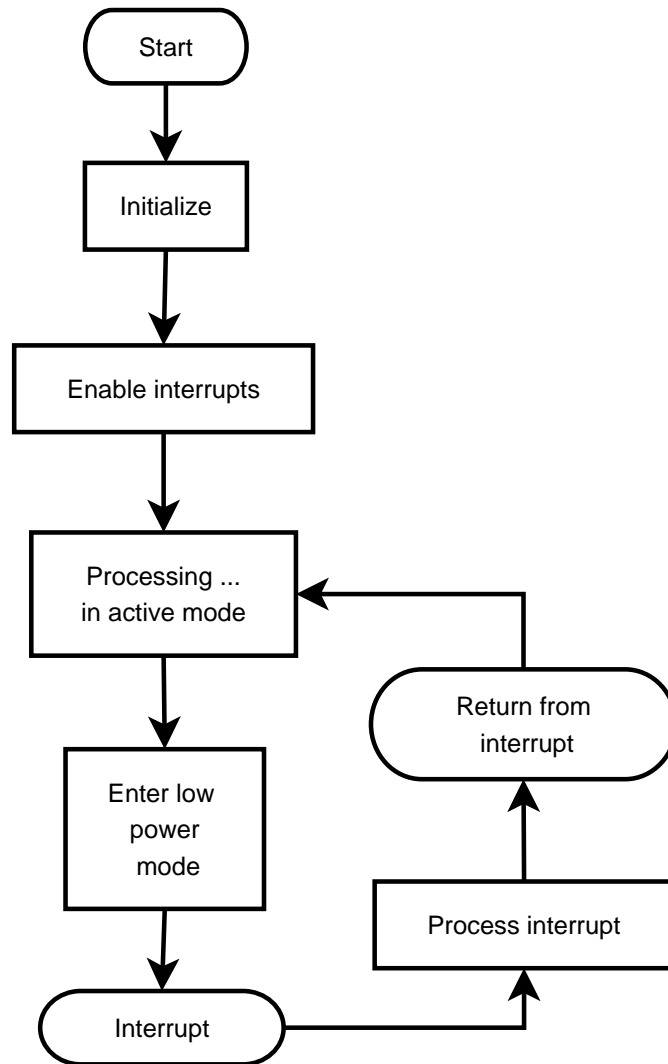 Start
Initialize
Enable interrupts
Processing ...
in active mode
Enter low
power
mode
Interrupt
Process interrupt
Return from
interrupt